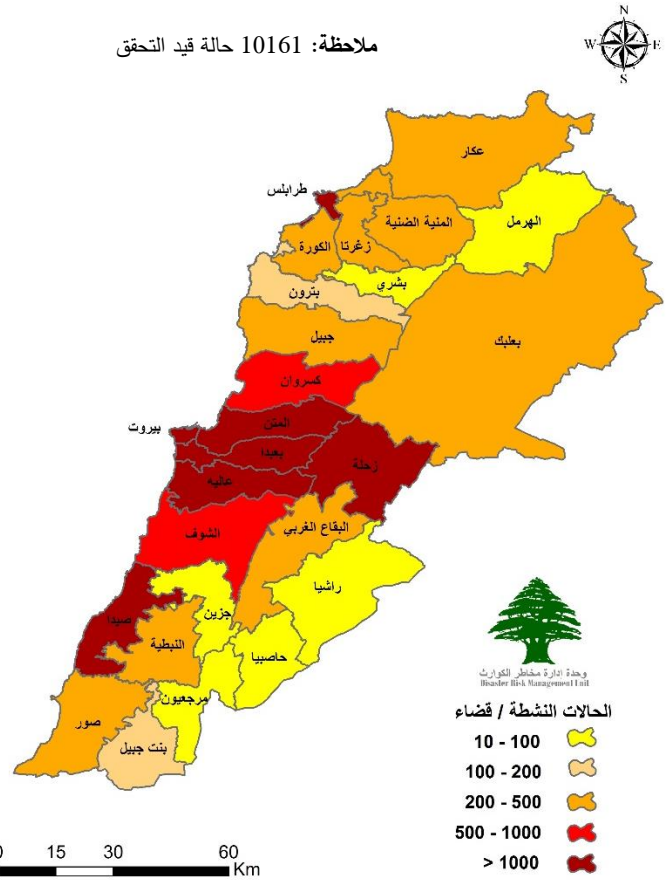 ملاحظة: 10161 حالة قيد التحقق
N
W E
S
عكار
طرابلس
الهرمل
المنية الضنية
زغرتا
الكورة
بشري
بترون
جبيل
بعلبك
كسروان
المتن
بيروت
بعبدا
زحلة
عاليه
الشوف
البقاع الغربي
راشيا
جزين
صيدا
النبطية
حاصبيا
مرجعيون
صور
بنت جبيل
وحدة ادارة مخاطر الكوارث
Disaster Risk Management Unit
الحالات النشطة / قضاء
10 - 100
100 - 200
200 - 500
500 - 1000
> 1000
0 15 30 60
Km